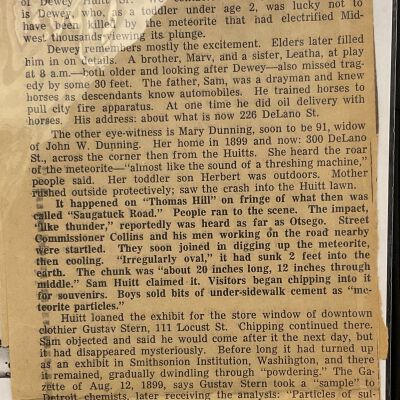 of Dewey Huitt St.
is Dewey, who, as a toddler under age 2, was lucky not to
have been killed by the meteorite that had electrified Mid-
west thousands viewing its plunge.
Dewey remembers mostly the excitement. Elders later filled
him in on details. A brother, Marv, and a sister, Leatha, at play
at 8 a.m.—both older and looking after Dewey—also missed trag-
edy by some 30 feet. The father, Sam, was a drayman and knew
horses as descendants know automobiles. He trained horses to
pull city fire apparatus. At one time he did oil delivery with
horses. His address: about what is now 226 DeLano St.
The other eye-witness is Mary Dunning, soon to be 91, widow
of John W. Dunning. Her home in 1899 and now: 300 DeLano
St., across the corner then from the Huitts. She heard the roar
of the meteorite—"almost like the sound of a threshing machine,"
people said. Her toddler son Herbert was outdoors. Mother
rushed outside protectively; saw the crash into the Huitt lawn.
It happened on "Thomas Hill" on fringe of what then was
called "Saugatuck Road." People ran to the scene. The impact,
"like thunder," reportedly was heard as far as Otsego. Street
Commissioner Collins and his men working on the road nearby
were startled. They soon joined in digging up the meteorite,
then cooling. "Irregularly oval," it had sunk 2 feet into the
earth. The chunk was "about 20 inches long, 12 inches through
middle." Sam Huitt claimed it. Visitors began chipping into it
for souvenirs. Boys sold bits of under-sidewalk cement as "me-
teorite particles."
Huitt loaned the exhibit for the store window of downtown
clothier Gustav Stern, 111 Locust St. Chipping continued there.
Sam objected and said he would come after it the next day, but
it had disappeared mysteriously. Before long it had turned up
as an exhibit in Smithsonian Institution, Washington, and there
it remained, gradually dwindling through "powdering." The Ga-
zette of Aug. 12, 1899, says Gustav Stern took a "sample" to
Detroit chemists, later receiving the analysis: "Particles of sul-